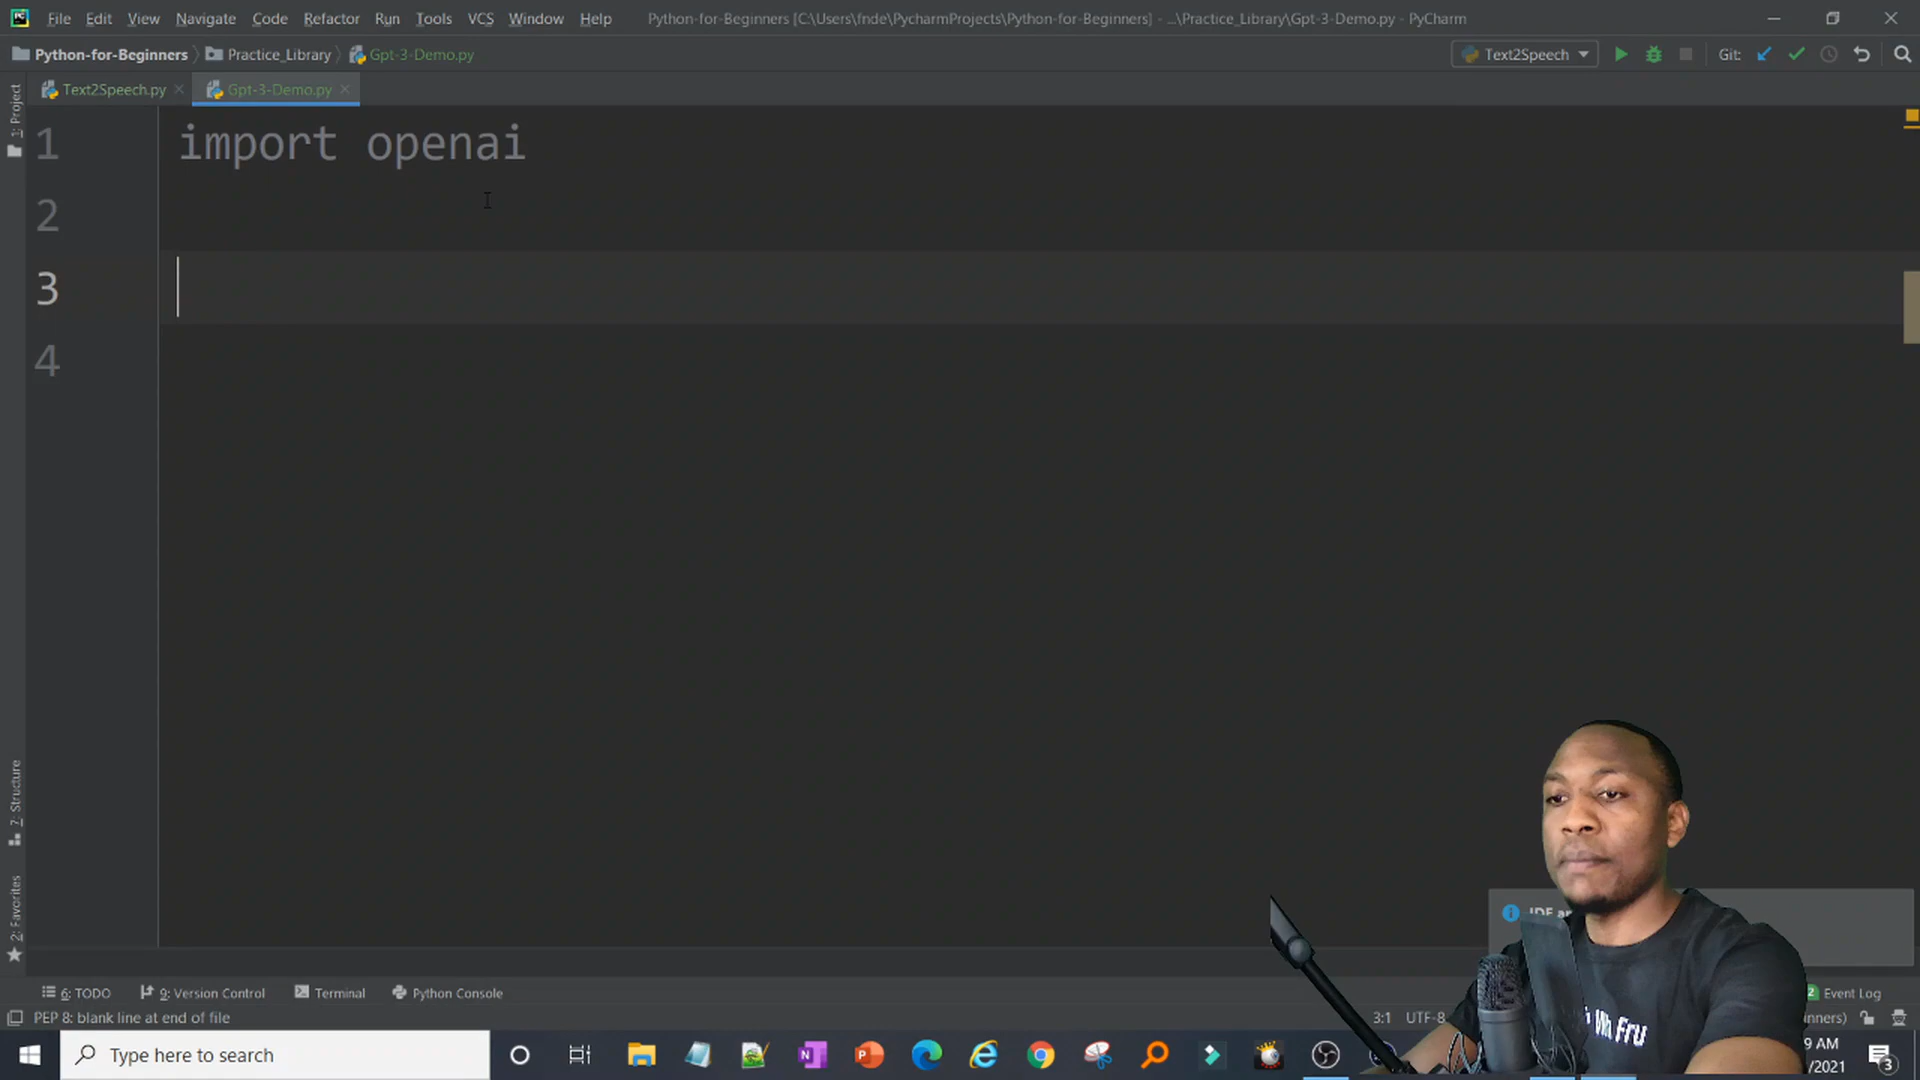 File Edit View Navigate Code Refactor Run Tools VCS Window Help Python-for-Beginners [C:\Users\fnde\PycharmProjects\Python-for-Beginners] - ...\Practice_Library\Gpt-3-Demo.py - PyCharm
Python-for-Beginners Practice_Library Gpt-3-Demo.py Text2Speech Git:
Text2Speech.py Gpt-3-Demo.py
1: Project
1 import openai
2
3
4
7: Structure
2: Favorites
6: TODO 9: Version Control Terminal Python Console 2 Event Log
PEP 8: blank line at end of file 3:1 UTF-8
Type here to search 9 AM
/2021 3